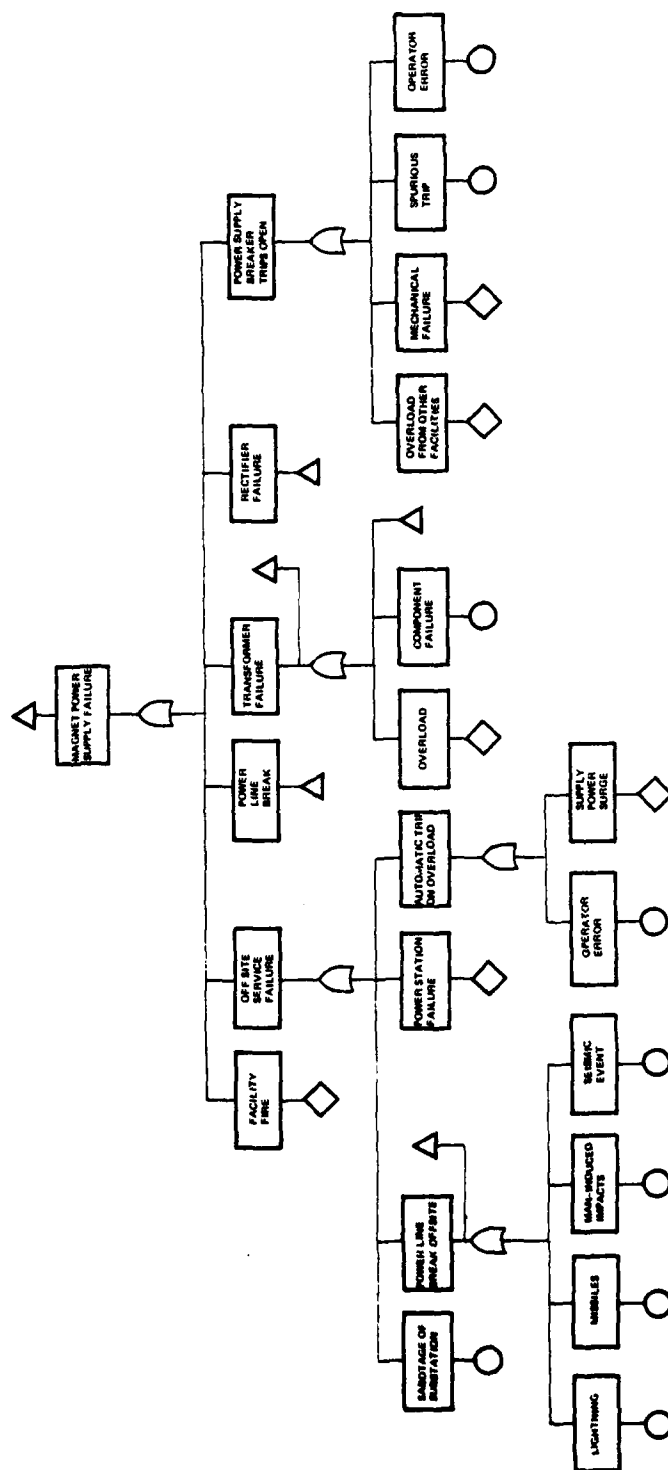 MAGNET POWER
SUPPLY FAILURE
FACILITY
FIRE
OFF SITE
SERVICE
FAILURE
POWER
LINE
BREAK
TRANSFORMER
FAILURE
RECTIFIER
FAILURE
POWER SUPPLY
BREAKER
TRIPS OPEN
SABOTAGE OF
SUBSTATION
POWER LINE
BREAK OFFSITE
POWER STATION
FAILURE
AUTOMATIC TRIP
ON OVERLOAD
OVERLOAD
COMPONENT
FAILURE
OVERLOAD
FROM OTHER
FACILITIES
MECHANICAL
FAILURE
SPURIOUS
TRIP
OPERATOR
ERROR
LIGHTNING
MISSILES
MAN-INDUCED
IMPACTS
SEISMIC
EVENT
OPERATOR
ERROR
SUPPLY
POWER
SURGE